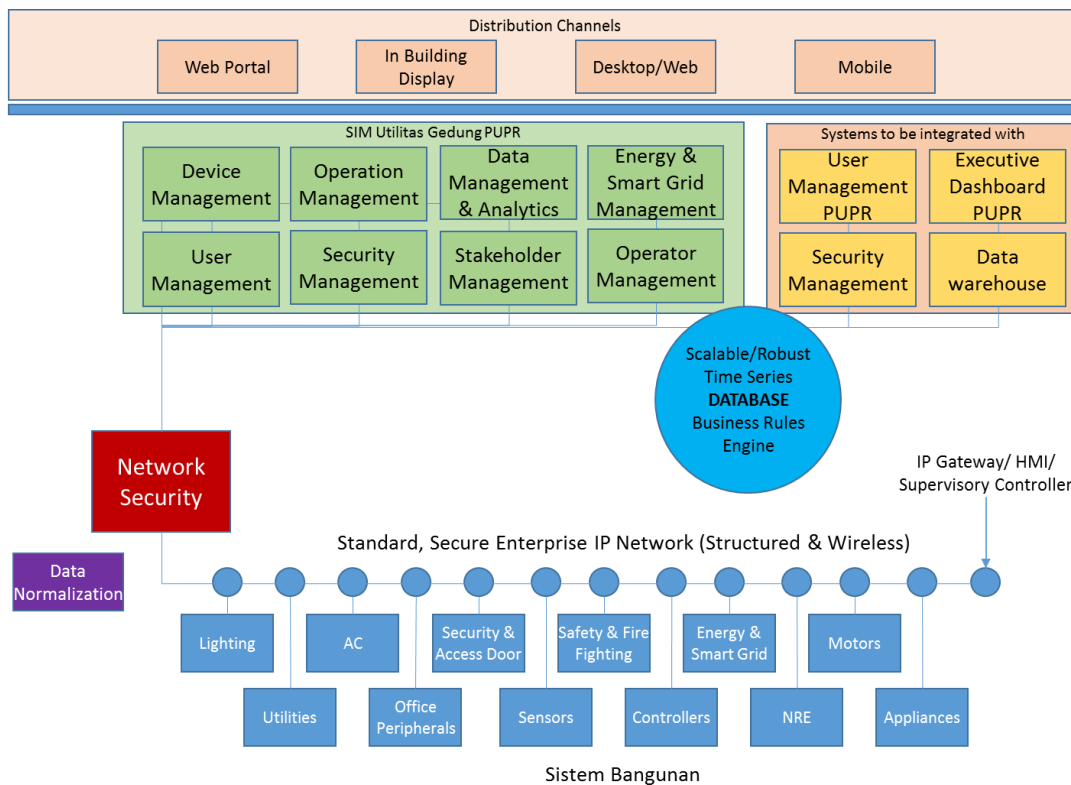 Distribution Channels
Web Portal
In Building
Display
Desktop/Web
Mobile
SIM Utilitas Gedung PUPR
Device
Management
Operation
Management
Data
Management
& Analytics
Energy &
Smart Grid
Management
User
Management
Security
Management
Stakeholder
Management
Operator
Management
Systems to be integrated with
User
Management
PUPR
Executive
Dashboard
PUPR
Security
Management
Data
warehouse
Scalable/Robust
Time Series
DATABASE
Business Rules
Engine
Network
Security
IP Gateway/ HMI/
Supervisory Controller
Standard, Secure Enterprise IP Network (Structured & Wireless)
Data
Normalization
Lighting
AC
Security &
Access Door
Safety & Fire
Fighting
Energy &
Smart Grid
Motors
Utilities
Office
Peripherals
Sensors
Controllers
NRE
Appliances
Sistem Bangunan